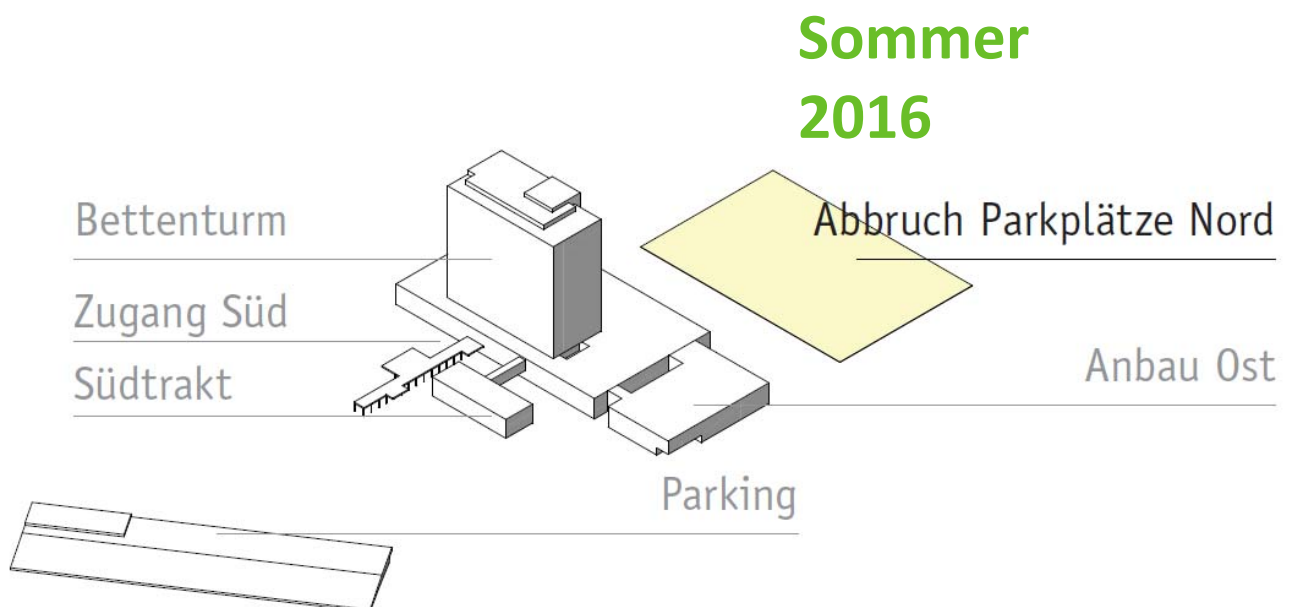 Sommer
2016
Bettenturm
Abbruch Parkplätze Nord
Zugang Süd
Südtrakt
Anbau Ost
Parking